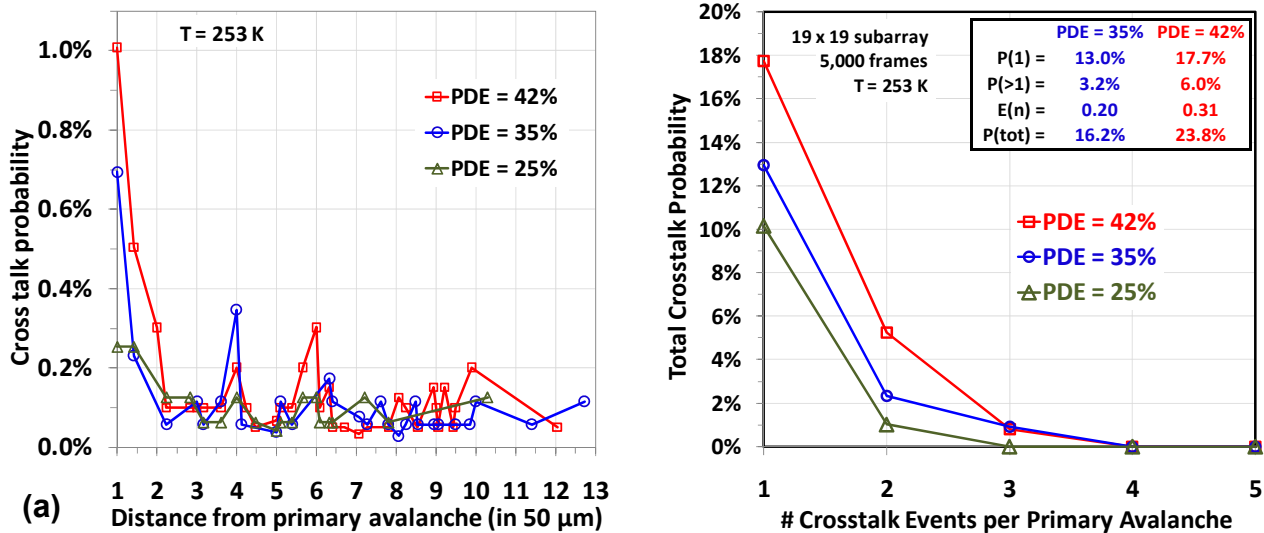 T = 253 K
1.0%
0.8%
0.6%
0.4%
0.2%
0.0%
Cross talk probability
PDE = 42%
PDE = 35%
PDE = 25%
1 2 3 4 5 6 7 8 9 10 11 12 13
(a)
Distance from primary avalanche (in 50 μm)
20%
18%
16%
14%
12%
10%
8%
6%
4%
2%
0%
Total Crosstalk Probability
19 x 19 subarray
5,000 frames
T = 253 K
PDE = 35% PDE = 42%
P(1) = 13.0% 17.7%
P(>1) = 3.2% 6.0%
E(n) = 0.20 0.31
P(tot) = 16.2% 23.8%
PDE = 42%
PDE = 35%
PDE = 25%
1 2 3 4 5
# Crosstalk Events per Primary Avalanche